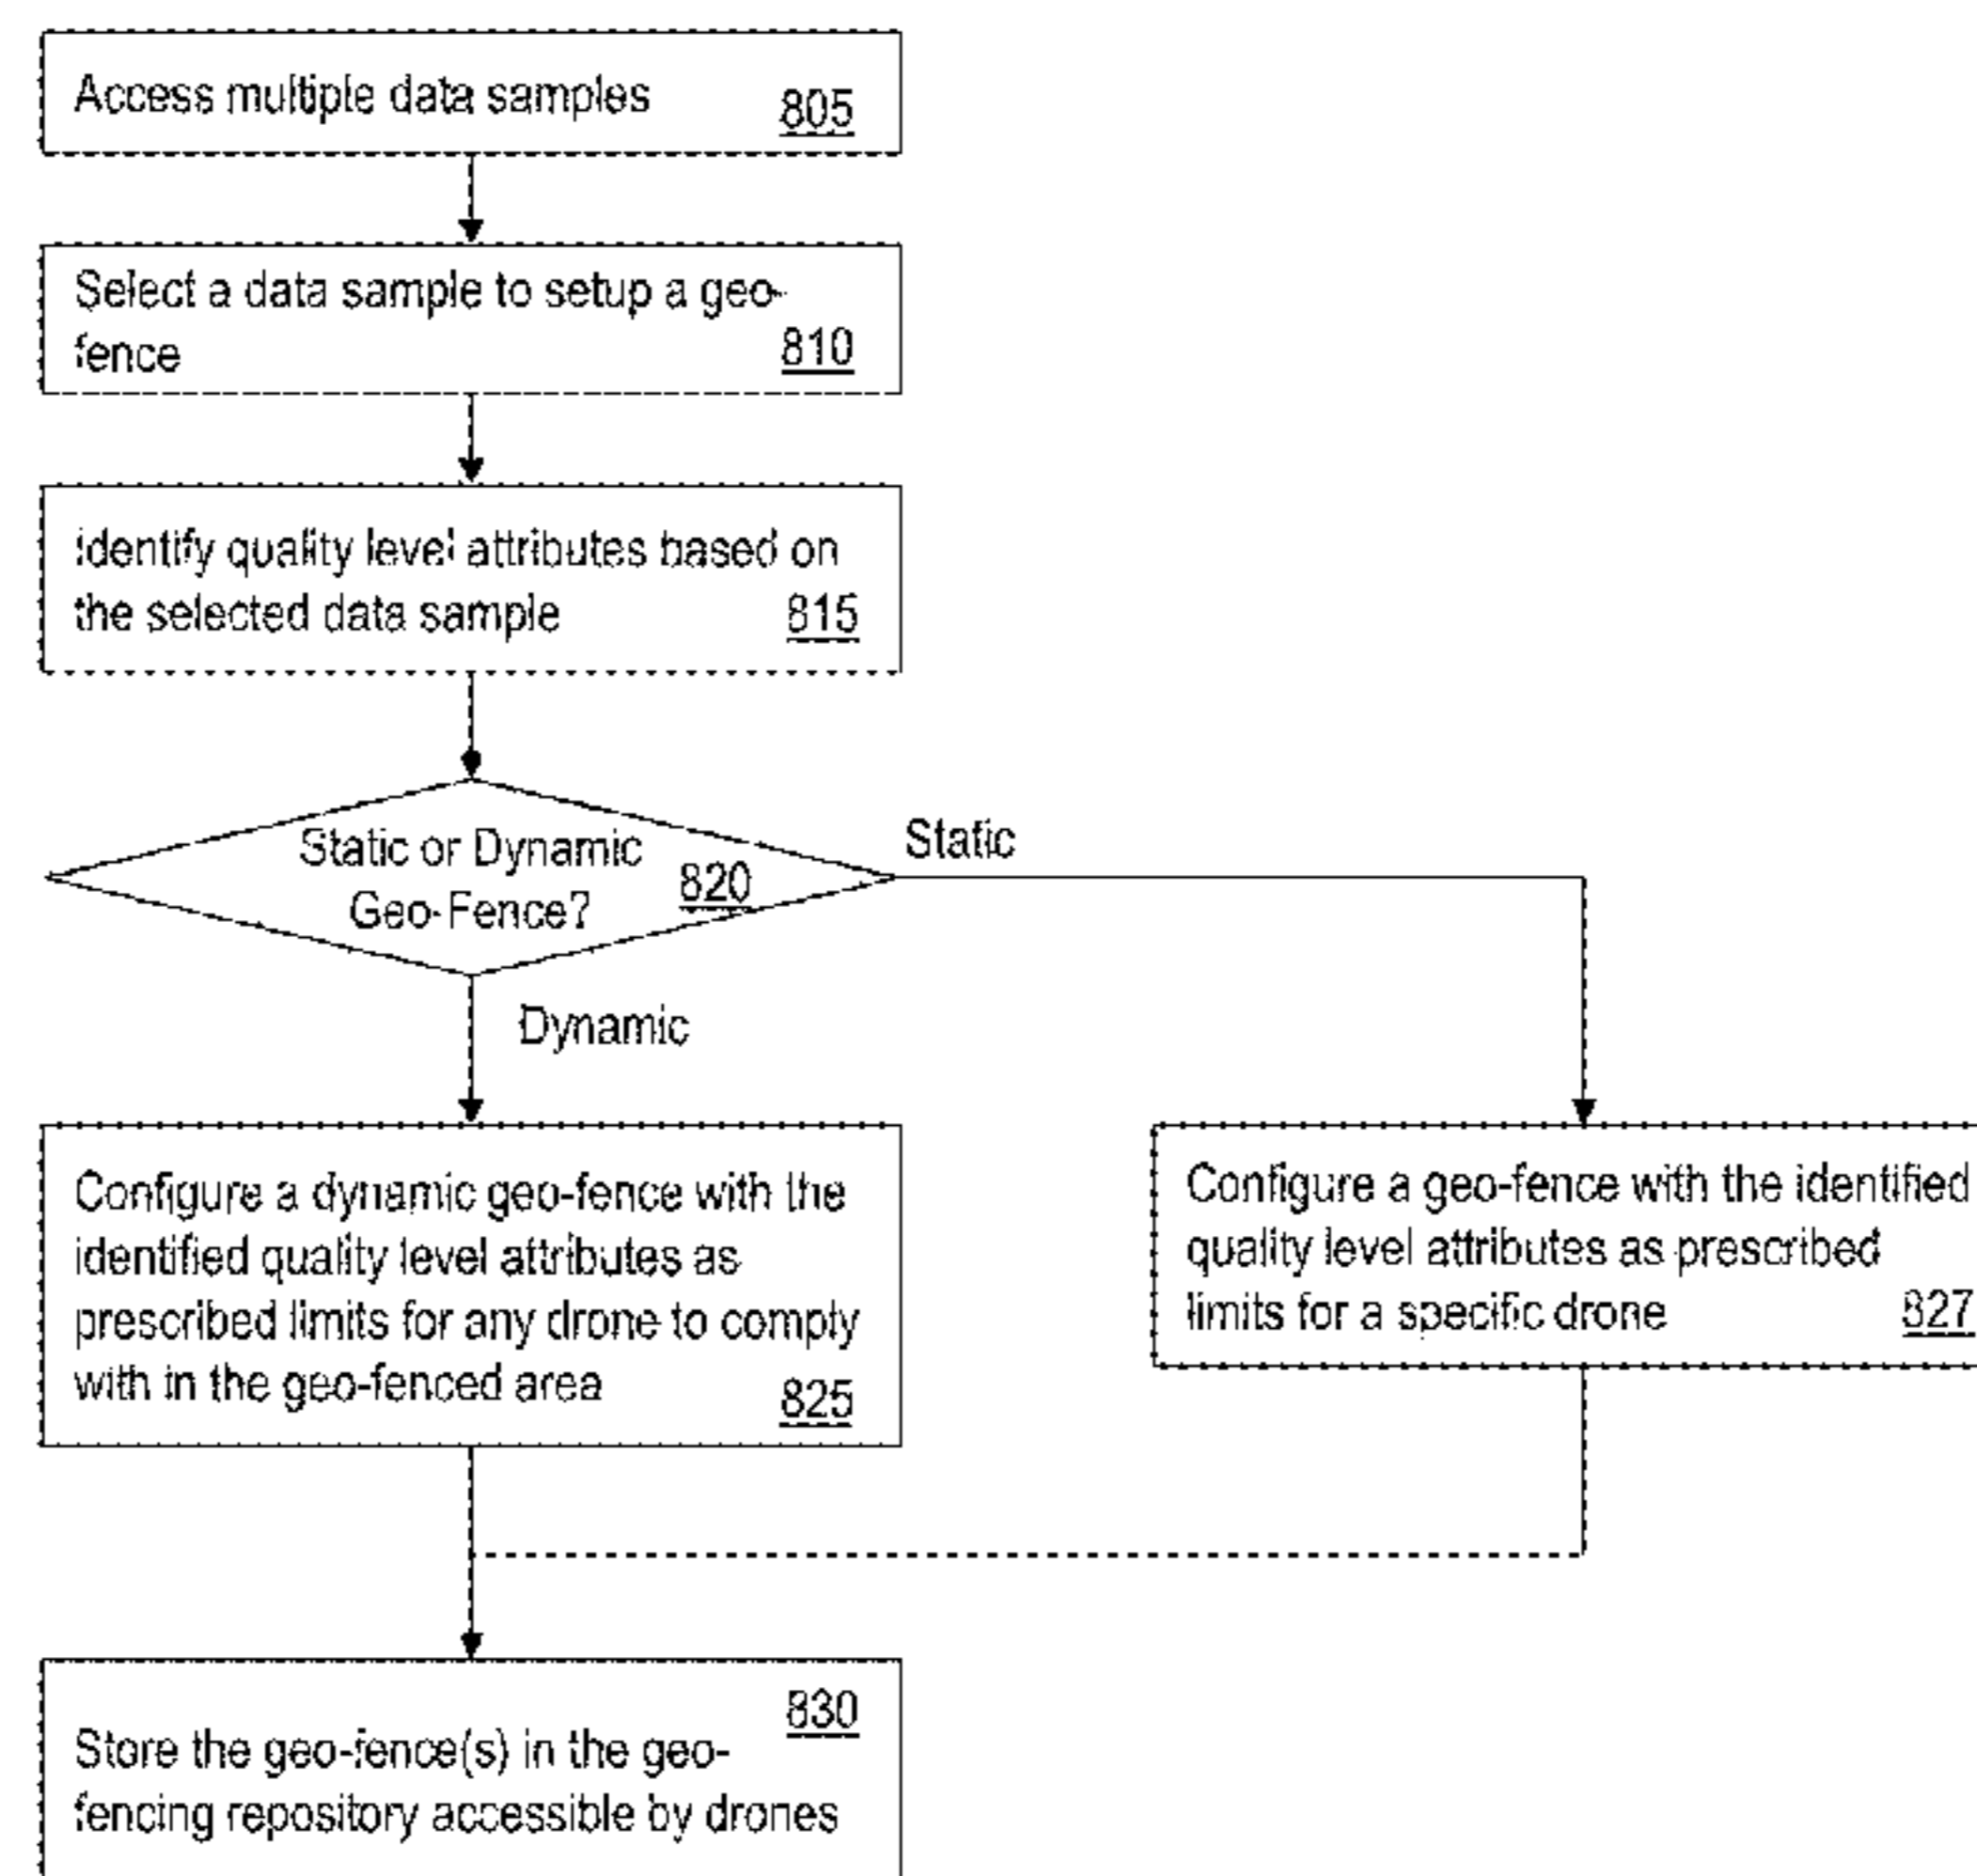 Access multiple data samples
805
Select a data sample to setup a geo-
fence
810
Identify quality level attributes based on
the selected data sample
815
Static or Dynamic
Geo-Fence?
820
Static
Dynamic
Configure a dynamic geo-fence with the
identified quality level attributes as
prescribed limits for any drone to comply
with in the geo-fenced area
825
Configure a geo-fence with the identified
quality level attributes as prescribed
limits for a specific drone
827
830
Store the geo-fence(s) in the geo-
fencing repository accessible by drones